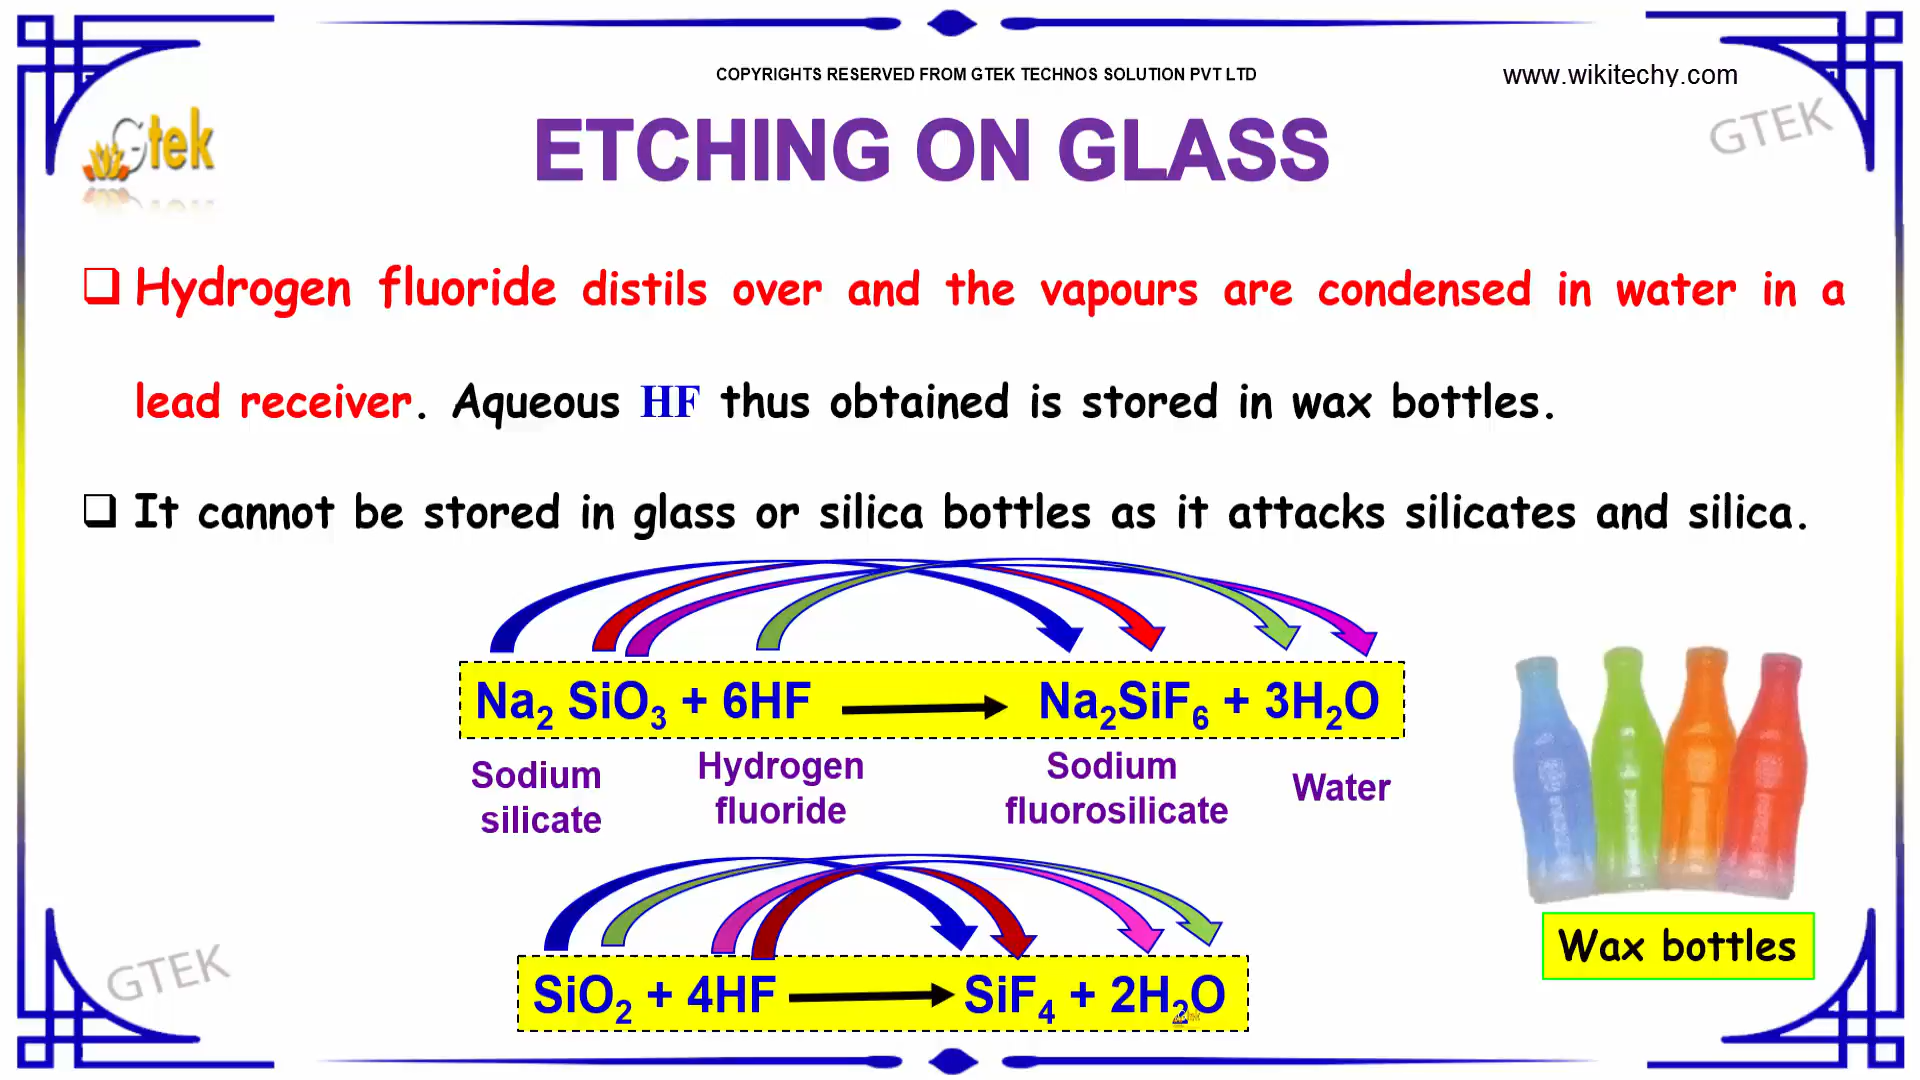 COPYRIGHTS RESERVED FROM GTEK TECHNOS SOLUTION PVT LTD
www.wikitechy.com
Gtek
GTEK
ETCHING ON GLASS
❑ Hydrogen fluoride distils over and the vapours are condensed in water in a
lead receiver. Aqueous HF thus obtained is stored in wax bottles.
❑ It cannot be stored in glass or silica bottles as it attacks silicates and silica.
Na₂ SiO₃ + 6HF ⟶ Na₂SiF₆ + 3H₂O
Sodium
silicate
Hydrogen
fluoride
Sodium
fluorosilicate
Water
SiO₂ + 4HF ⟶ SiF₄ + 2H₂O
Wax bottles
GTEK